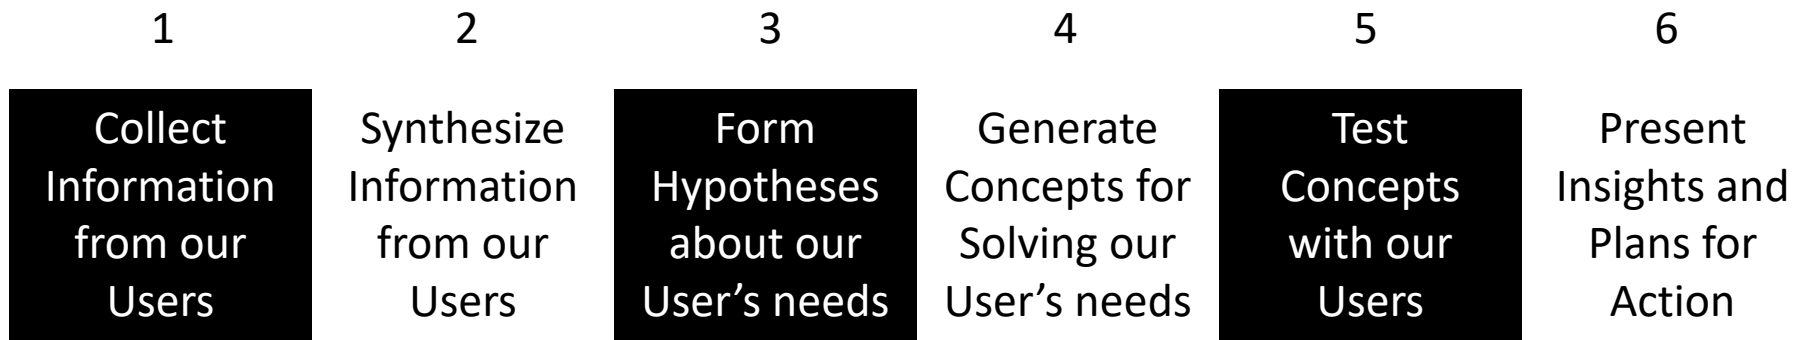 1
2
3
4
5
6
Collect
Information
from our
Users
Synthesize
Information
from our
Users
Form
Hypotheses
about our
User’s needs
Generate
Concepts for
Solving our
User’s needs
Test
Concepts
with our
Users
Present
Insights and
Plans for
Action